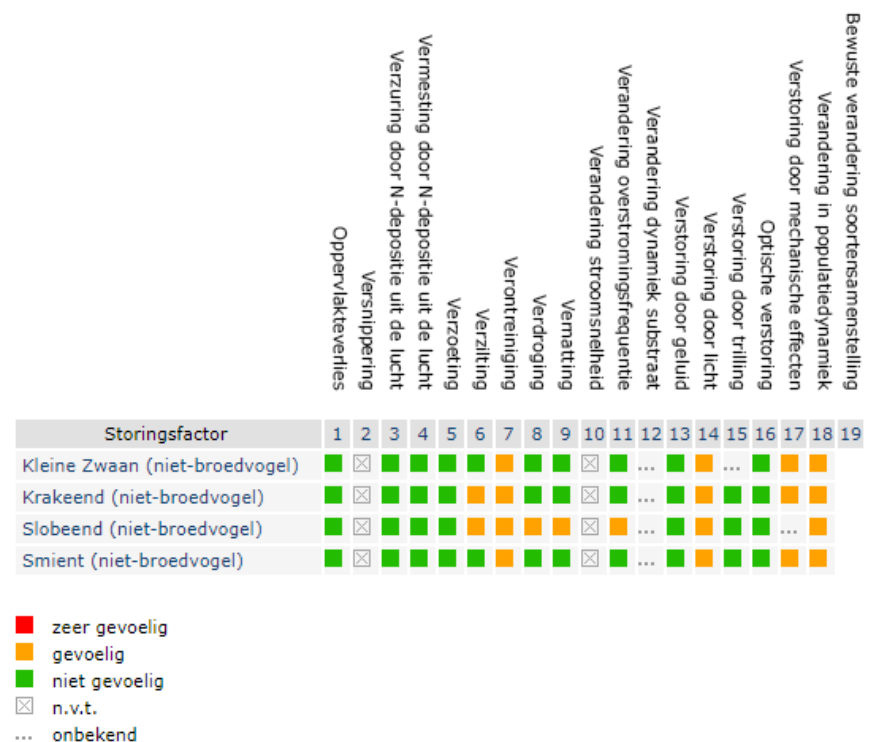 Oppervlakteverlies
Versnippering
Verzuring door N-depositie uit de lucht
Vermesting door N-depositie uit de lucht
Verzoeting
Verzilting
Verontreiniging
Verdroging
Vernatting
Verandering stroomsnelheid
Verandering overstromingsfrequentie
Verandering dynamiek substraat
Verstoring door geluid
Verstoring door licht
Verstoring door trilling
Optische verstoring
Verstoring door mechanische effecten
Verandering in populatiedynamiek
Bewuste verandering soortensamenstelling
Storingsfactor 1 2 3 4 5 6 7 8 9 10 11 12 13 14 15 16 17 18 19
Kleine Zwaan (niet-broedvogel) ... ...
Krakeend (niet-broedvogel) ...
Slobeend (niet-broedvogel) ... ...
Smient (niet-broedvogel) ...
zeer gevoelig
gevoelig
niet gevoelig
n.v.t.
... onbekend